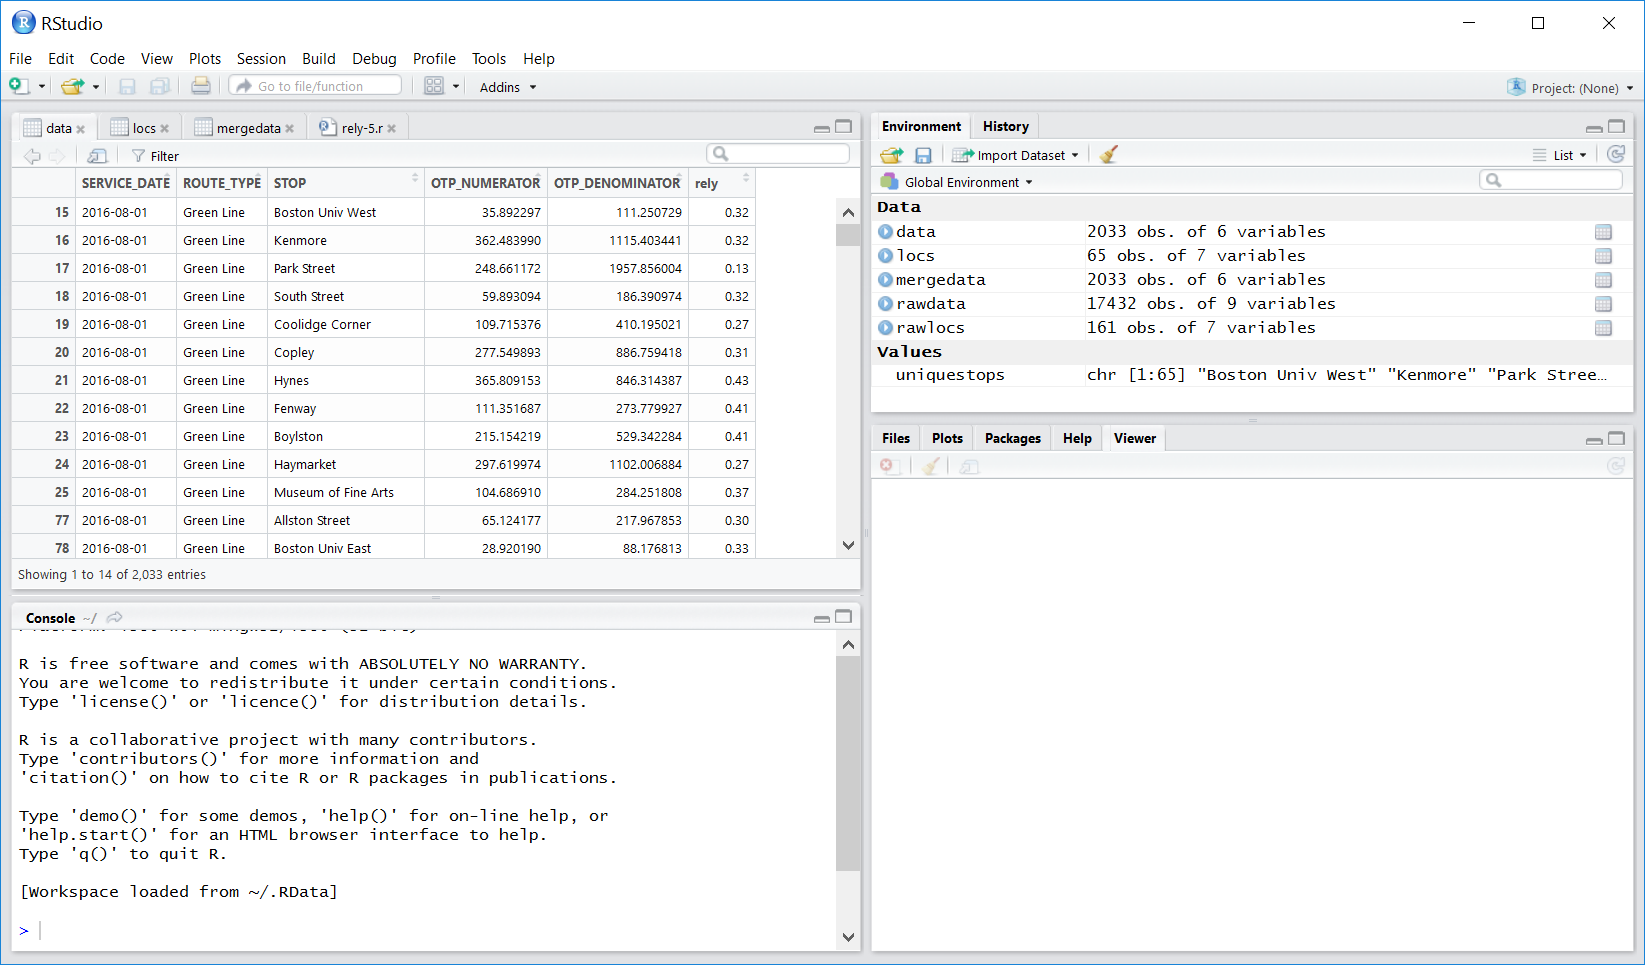 RStudio
File Edit Code View Plots Session Build Debug Profile Tools Help
Go to file/function Addins Project: (None)
data locs mergedata rely-5.r
Filter
SERVICE_DATE ROUTE_TYPE STOP OTP_NUMERATOR OTP_DENOMINATOR rely
15 2016-08-01 Green Line Boston Univ West 35.892297 111.250729 0.32
16 2016-08-01 Green Line Kenmore 362.483990 1115.403441 0.32
17 2016-08-01 Green Line Park Street 248.661172 1957.856004 0.13
18 2016-08-01 Green Line South Street 59.893094 186.390974 0.32
19 2016-08-01 Green Line Coolidge Corner 109.715376 410.195021 0.27
20 2016-08-01 Green Line Copley 277.549893 886.759418 0.31
21 2016-08-01 Green Line Hynes 365.809153 846.314387 0.43
22 2016-08-01 Green Line Fenway 111.351687 273.779927 0.41
23 2016-08-01 Green Line Boylston 215.154219 529.342284 0.41
24 2016-08-01 Green Line Haymarket 297.619974 1102.006884 0.27
25 2016-08-01 Green Line Museum of Fine Arts 104.686910 284.251808 0.37
77 2016-08-01 Green Line Allston Street 65.124177 217.967853 0.30
78 2016-08-01 Green Line Boston Univ East 28.920190 88.176813 0.33
Showing 1 to 14 of 2,033 entries
Console ~/
R is free software and comes with ABSOLUTELY NO WARRANTY.
You are welcome to redistribute it under certain conditions.
Type 'license()' or 'licence()' for distribution details.
R is a collaborative project with many contributors.
Type 'contributors()' for more information and
'citation()' on how to cite R or R packages in publications.
Type 'demo()' for some demos, 'help()' for on-line help, or
'help.start()' for an HTML browser interface to help.
Type 'q()' to quit R.
[Workspace loaded from ~/.RData]
>
Environment History
Import Dataset List
Global Environment
Data
data 2033 obs. of 6 variables
locs 65 obs. of 7 variables
mergedata 2033 obs. of 6 variables
rawdata 17432 obs. of 9 variables
rawlocs 161 obs. of 7 variables
Values
uniquestops chr [1:65] "Boston Univ West" "Kenmore" "Park Stree…
Files Plots Packages Help Viewer